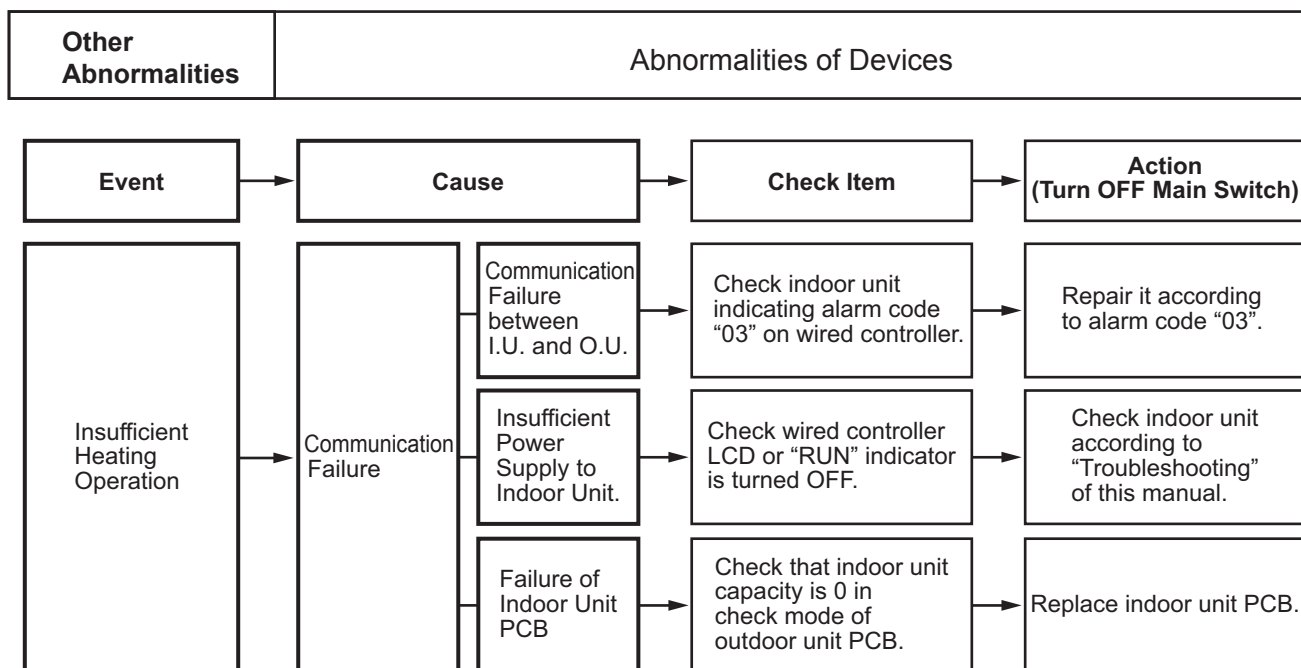 Other
Abnormalities
Abnormalities of Devices
Event
Cause
Check Item
Action
(Turn OFF Main Switch)
Insufficient
Heating
Operation
Communication
Failure
Communication
Failure
between
I.U. and O.U.
Check indoor unit
indicating alarm code
“03” on wired controller.
Repair it according
to alarm code “03”.
Insufficient
Power
Supply to
Indoor Unit.
Check wired controller
LCD or “RUN” indicator
is turned OFF.
Check indoor unit
according to
“Troubleshooting”
of this manual.
Failure of
Indoor Unit
PCB
Check that indoor unit
capacity is 0 in
check mode of
outdoor unit PCB.
Replace indoor unit PCB.